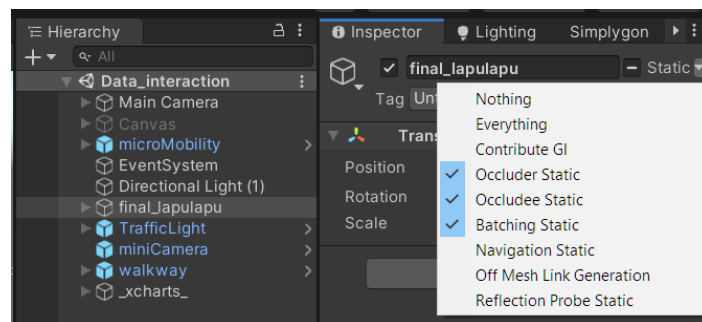 Hierarchy
All
Data_interaction
Main Camera
Canvas
microMobility
EventSystem
Directional Light (1)
final_lapulapu
TrafficLight
miniCamera
walkway
_xcharts_
Inspector
Lighting
Simplygon
final_lapulapu
Static
Tag Unt
Trans
Position
Rotation
Scale
Nothing
Everything
Contribute GI
Occluder Static
Occludee Static
Batching Static
Navigation Static
Off Mesh Link Generation
Reflection Probe Static